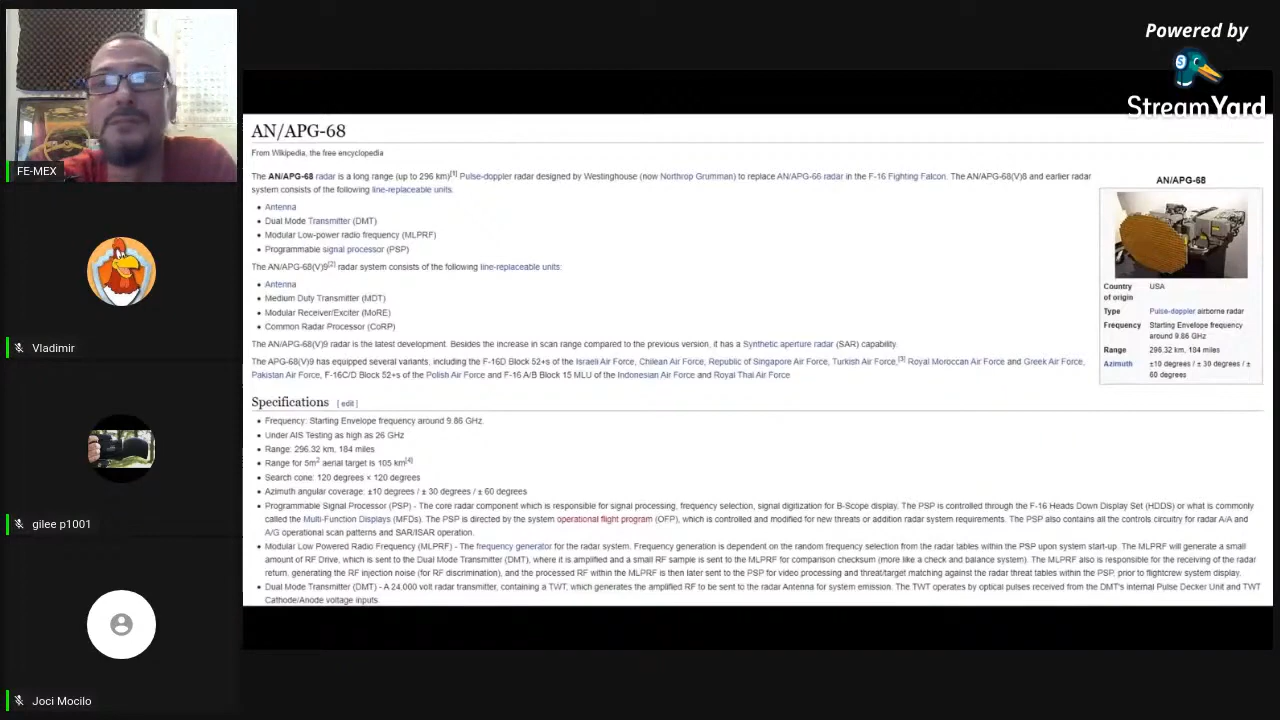 Powered by
StreamYard
FE-MEX
Vladimir
gilee p1001
Joci Mocilo
AN/APG-68
From Wikipedia, the free encyclopedia
The AN/APG-68 radar is a long range (up to 296 km)[1] Pulse-doppler radar designed by Westinghouse (now Northrop Grumman) to replace AN/APG-66 radar in the F-16 Fighting Falcon. The AN/APG-68(V)8 and earlier radar
system consists of the following line-replaceable units.
• Antenna
• Dual Mode Transmitter (DMT)
• Modular Low-power radio frequency (MLPRF)
• Programmable signal processor (PSP)
The AN/APG-68(V)9[2] radar system consists of the following line-replaceable units:
• Antenna
• Medium Duty Transmitter (MDT)
• Modular Receiver/Exciter (MoRE)
• Common Radar Processor (CoRP)
The AN/APG-68(V)9 radar is the latest development. Besides the increase in scan range compared to the previous version, it has a Synthetic aperture radar (SAR) capability.
The APG-68(V)9 has equipped several variants, including the F-16D Block 52+s of the Israeli Air Force, Chilean Air Force, Republic of Singapore Air Force, Turkish Air Force,[3] Royal Moroccan Air Force and Greek Air Force,
Pakistan Air Force, F-16C/D Block 52+s of the Polish Air Force and F-16 A/B Block 15 MLU of the Indonesian Air Force and Royal Thai Air Force
AN/APG-68
Country of origin USA
Type Pulse-doppler airborne radar
Frequency Starting Envelope frequency
around 9.86 GHz
Range 296.32 km, 184 miles
Azimuth ±10 degrees / ± 30 degrees / ±
60 degrees
Specifications [ edit ]
• Frequency: Starting Envelope frequency around 9.86 GHz
• Under AIS Testing as high as 26 GHz
• Range: 296.32 km, 184 miles
• Range for 5m2 aerial target is 105 km[4]
• Search cone: 120 degrees × 120 degrees
• Azimuth angular coverage: ±10 degrees / ± 30 degrees / ± 60 degrees
• Programmable Signal Processor (PSP) - The core radar component which is responsible for signal processing, frequency selection, signal digitization for B-Scope display. The PSP is controlled through the F-16 Heads Down Display Set (HDDS) or what is commonly
called the Multi-Function Displays (MFDs). The PSP is directed by the system operational flight program (OFP), which is controlled and modified for new threats or addition radar system requirements. The PSP also contains all the controls circuitry for radar A/A and
A/G operational scan patterns and SAR/ISAR operation.
• Modular Low Powered Radio Frequency (MLPRF) - The frequency generator for the radar system. Frequency generation is dependent on the random frequency selection from the radar tables within the PSP upon system start-up. The MLPRF will generate a small
amount of RF Drive, which is sent to the Dual Mode Transmitter (DMT), where it is amplified and a small RF sample is sent to the MLPRF for comparison checksum (more like a check and balance system). The MLPRF also is responsible for the receiving of the radar
return, generating the RF injection noise (for RF discrimination), and the processed RF within the MLPRF is then later sent to the PSP for video processing and threat/target matching against the radar threat tables within the PSP, prior to flightcrew system display.
• Dual Mode Transmitter (DMT) - A 24,000 volt radar transmitter, containing a TWT, which generates the amplified RF to be sent to the radar Antenna for system emission. The TWT operates by optical pulses received from the DMT's internal Pulse Decker Unit and TWT
Cathode/Anode voltage inputs.